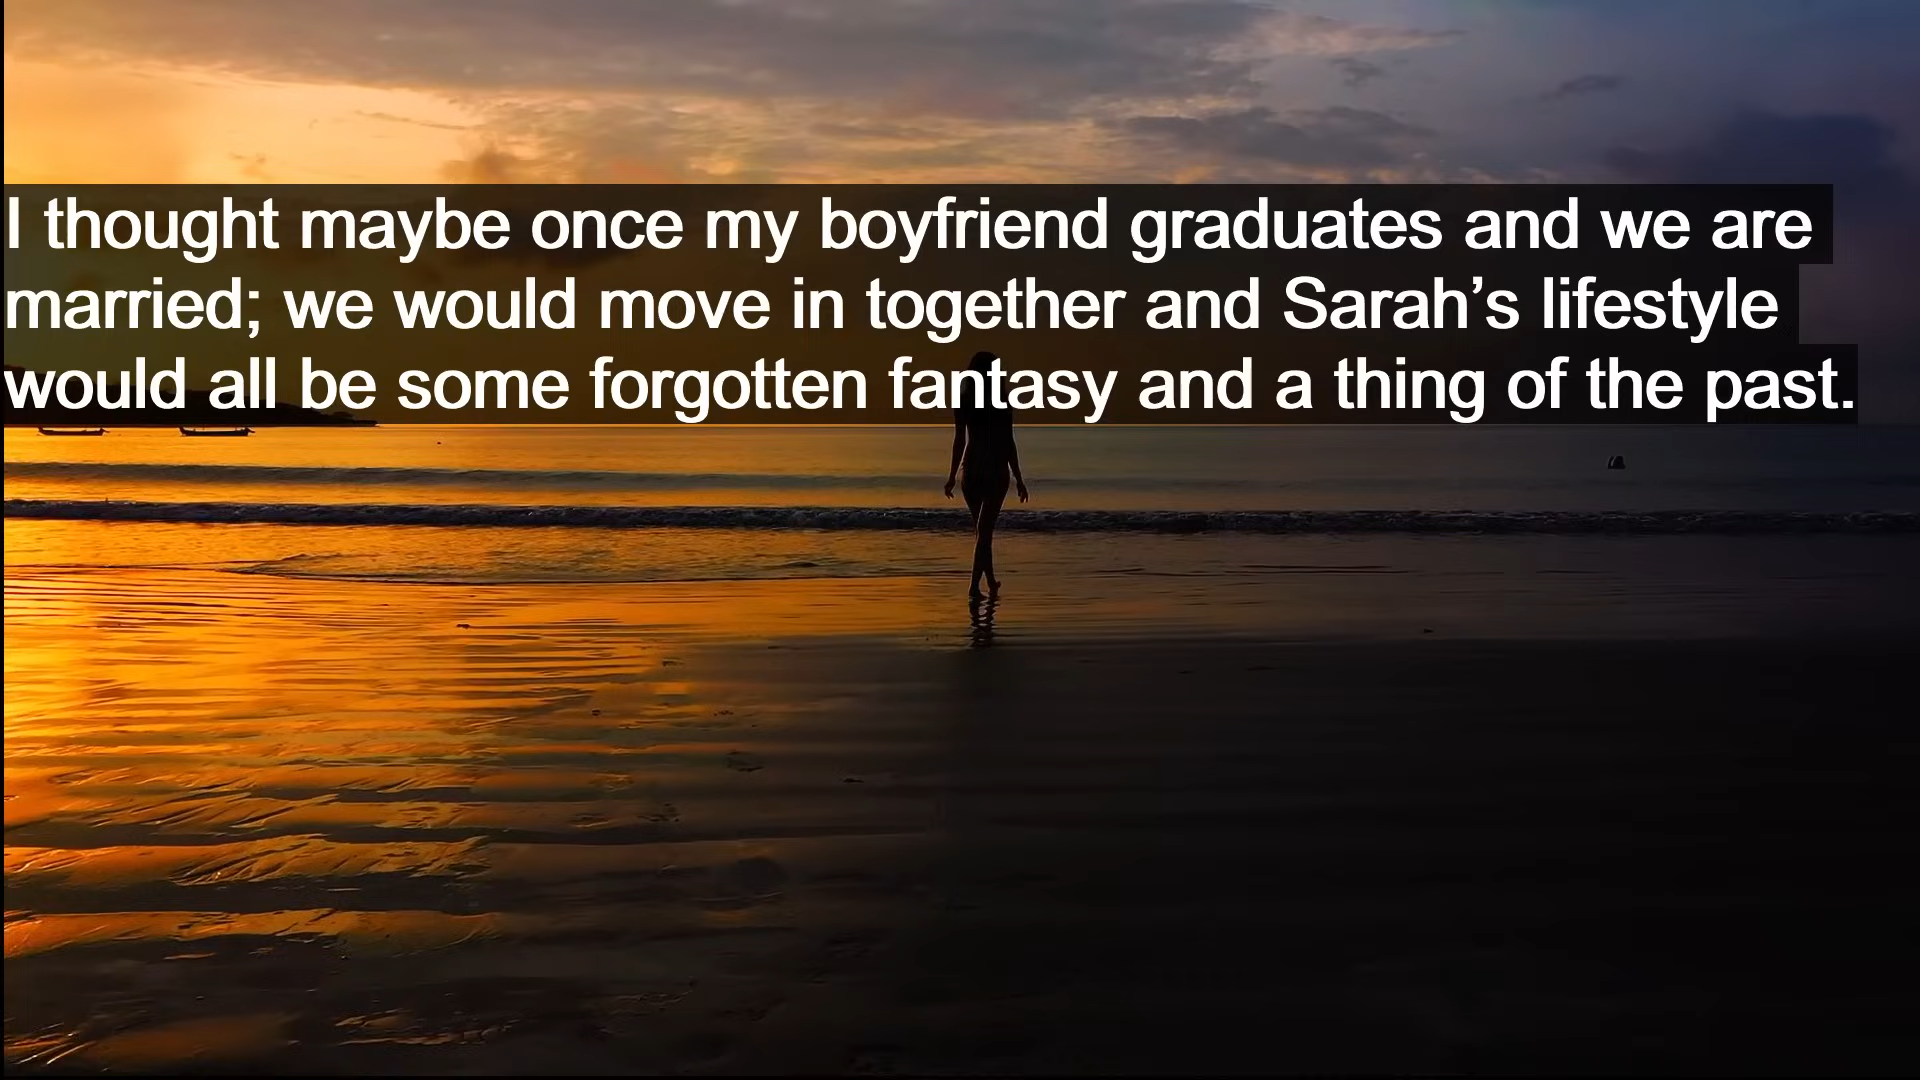 I thought maybe once my boyfriend graduates and we are
married; we would move in together and Sarah’s lifestyle
would all be some forgotten fantasy and a thing of the past.